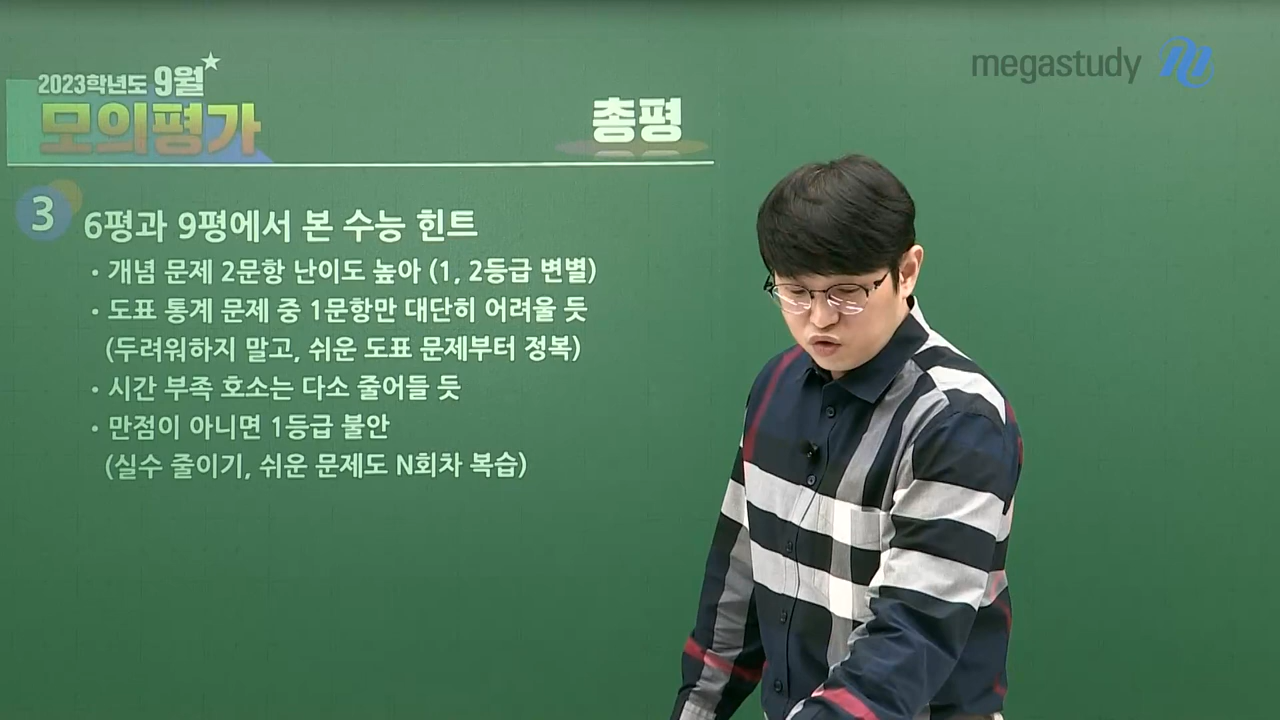 2023학년도 9월
모의평가
총평
megastudy
3
6평과 9평에서 본 수능 힌트
• 개념 문제 2문항 난이도 높아 (1, 2등급 변별)
• 도표 통계 문제 중 1문항만 대단히 어려울 듯
(두려워하지 말고, 쉬운 도표 문제부터 정복)
• 시간 부족 호소는 다소 줄어들 듯
• 만점이 아니면 1등급 불안
(실수 줄이기, 쉬운 문제도 N회차 복습)